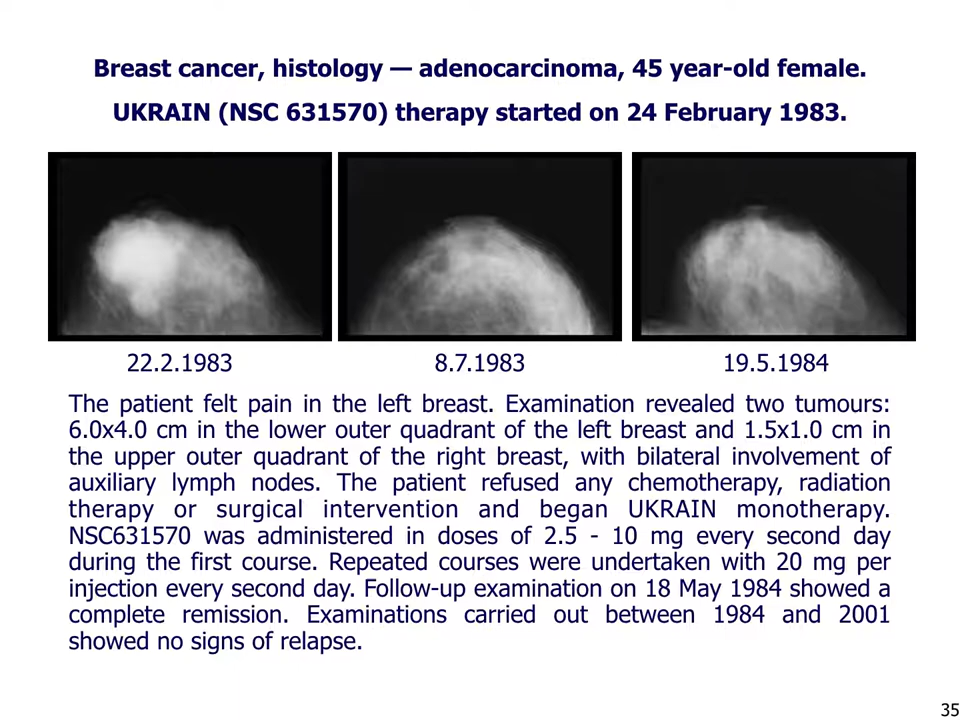 Breast cancer, histology — adenocarcinoma, 45 year-old female.
UKRAIN (NSC 631570) therapy started on 24 February 1983.
22.2.1983 8.7.1983 19.5.1984
The patient felt pain in the left breast. Examination revealed two tumours:
6.0x4.0 cm in the lower outer quadrant of the left breast and 1.5x1.0 cm in
the upper outer quadrant of the right breast, with bilateral involvement of
auxiliary lymph nodes. The patient refused any chemotherapy, radiation
therapy or surgical intervention and began UKRAIN monotherapy.
NSC631570 was administered in doses of 2.5 - 10 mg every second day
during the first course. Repeated courses were undertaken with 20 mg per
injection every second day. Follow-up examination on 18 May 1984 showed a
complete remission. Examinations carried out between 1984 and 2001
showed no signs of relapse.
35